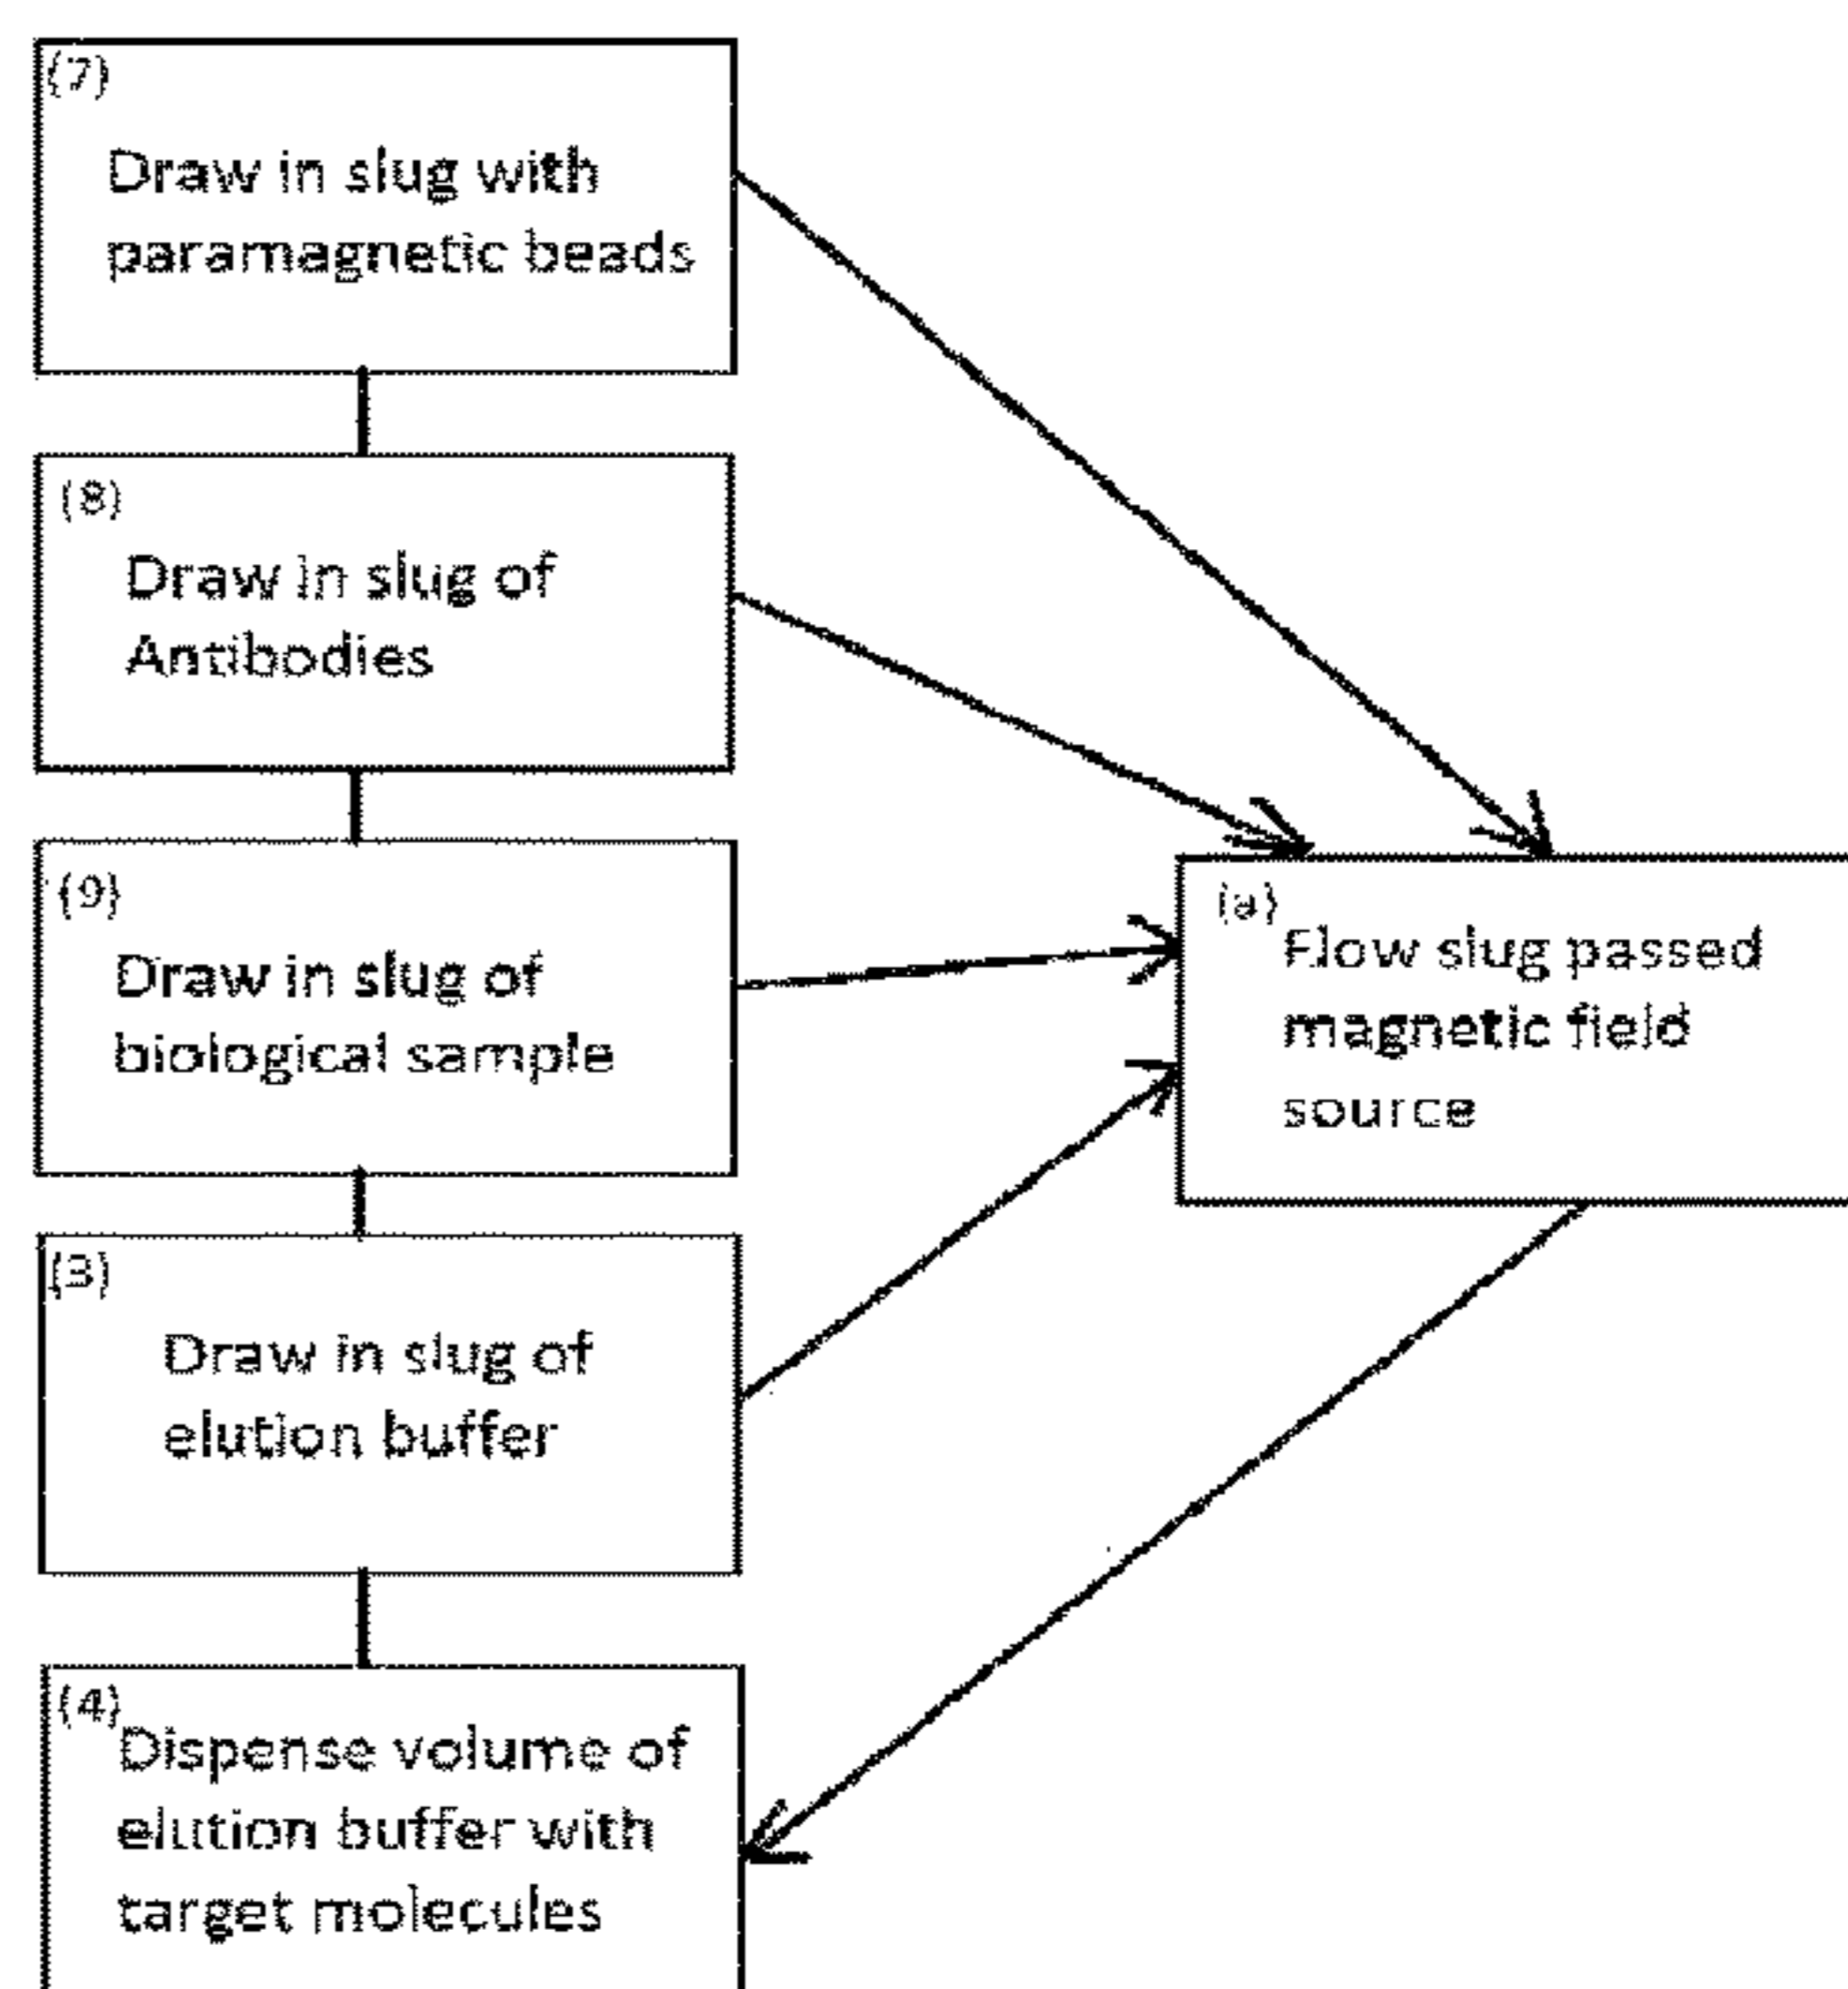 (7)
Draw in slug with
paramagnetic beads
(8)
Draw in slug of
Antibodies
(9)
Draw in slug of
biological sample
(a)
Flow slug passed
magnetic field
source
(3)
Draw in slug of
elution buffer
(4)
Dispense volume of
elution buffer with
target molecules